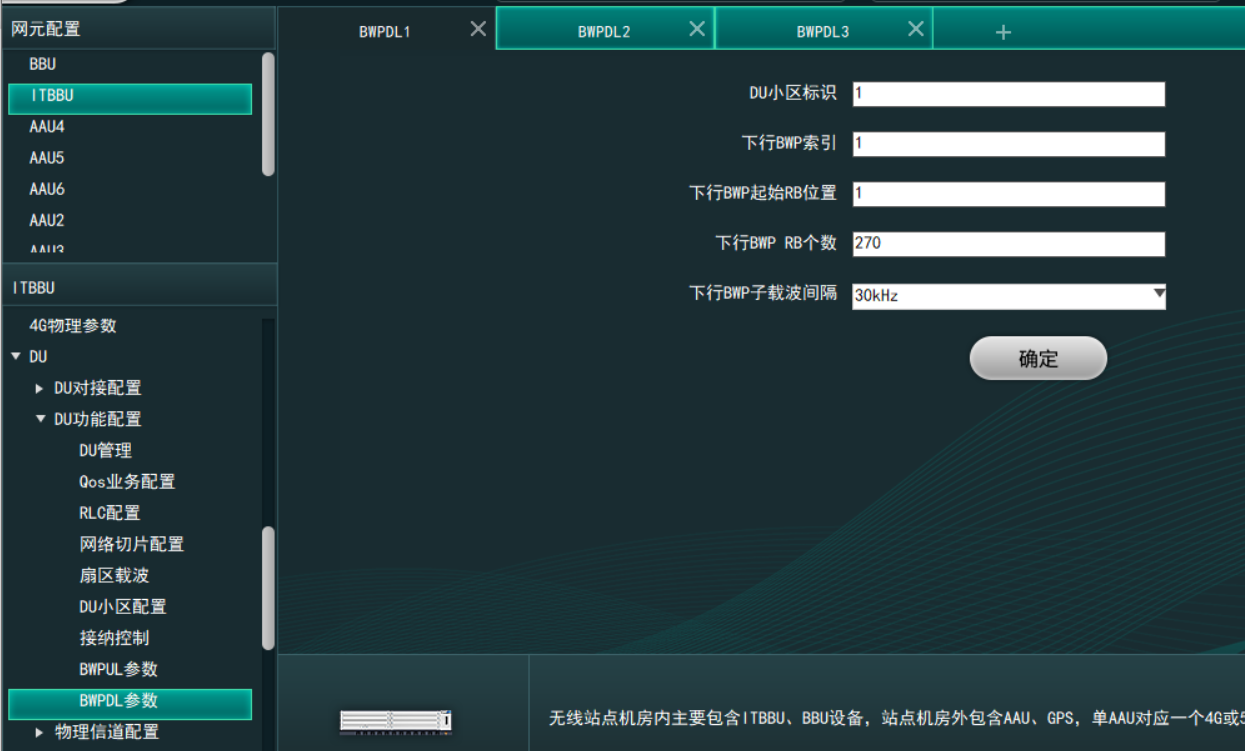 网元配置
BBU
ITBBU
AAU4
AAU5
AAU6
AAU2
AAU3
ITBBU
4G物理参数
DU
DU对接配置
DU功能配置
DU管理
Qos业务配置
RLC配置
网络切片配置
扇区载波
DU小区配置
接纳控制
BWPUL参数
BWPDL参数
物理信道配置
BWPDL1
BWPDL2
BWPDL3
DU小区标识 1
下行BWP索引 1
下行BWP起始RB位置 1
下行BWP RB个数 270
下行BWP子载波间隔 30kHz
确定
无线站点机房内主要包含ITBBU、BBU设备，站点机房外包含AAU、GPS，单AAU对应一个4G或5